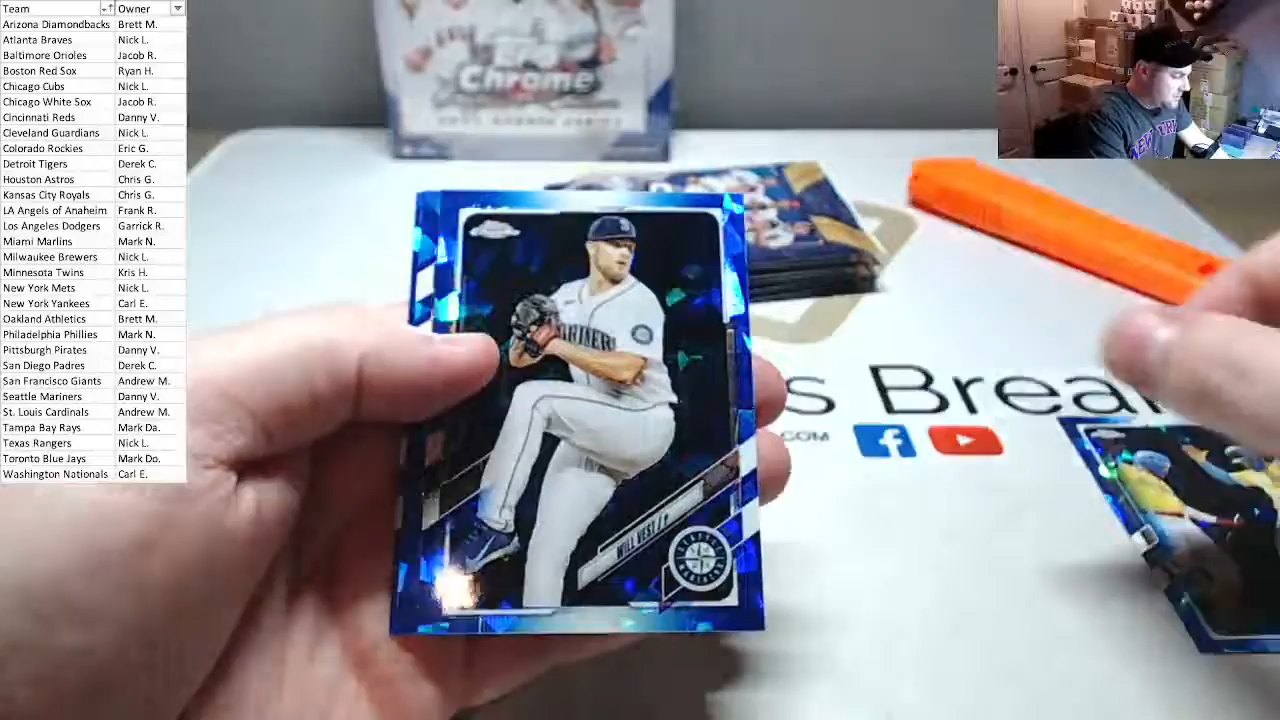 Team Owner
Arizona Diamondbacks Brett M.
Atlanta Braves Nick L.
Baltimore Orioles Jacob R.
Boston Red Sox Ryan H.
Chicago Cubs Nick L.
Chicago White Sox Jacob R.
Cincinnati Reds Danny V.
Cleveland Guardians Nick L.
Colorado Rockies Eric G.
Detroit Tigers Derek C.
Houston Astros Chris G.
Kansas City Royals Chris G.
LA Angels of Anaheim Frank R.
Los Angeles Dodgers Garrick R.
Miami Marlins Mark N.
Milwaukee Brewers Nick L.
Minnesota Twins Kris H.
New York Mets Nick L.
New York Yankees Carl E.
Oakland Athletics Brett M.
Philadelphia Phillies Mark N.
Pittsburgh Pirates Danny V.
San Diego Padres Derek C.
San Francisco Giants Andrew M.
Seattle Mariners Danny V.
St. Louis Cardinals Andrew M.
Tampa Bay Rays Mark Da.
Texas Rangers Nick L.
Toronto Blue Jays Mark Do.
Washington Nationals Carl E.
Chrome
WILL VEST / P
s Brea
.COM
NEW YORK